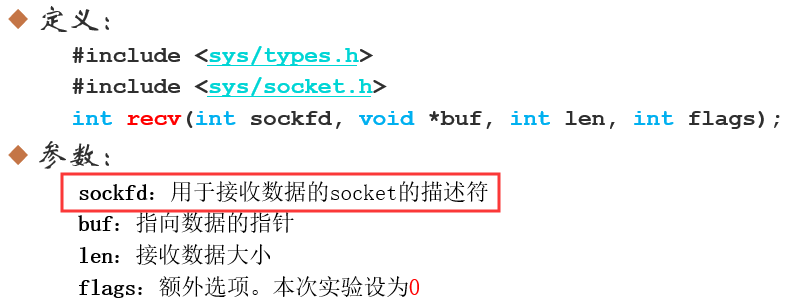 定义：
#include <sys/types.h>
#include <sys/socket.h>
int recv(int sockfd, void *buf, int len, int flags);
参数：
sockfd：用于接收数据的socket的描述符
buf：指向数据的指针
len：接收数据大小
flags：额外选项。本次实验设为0